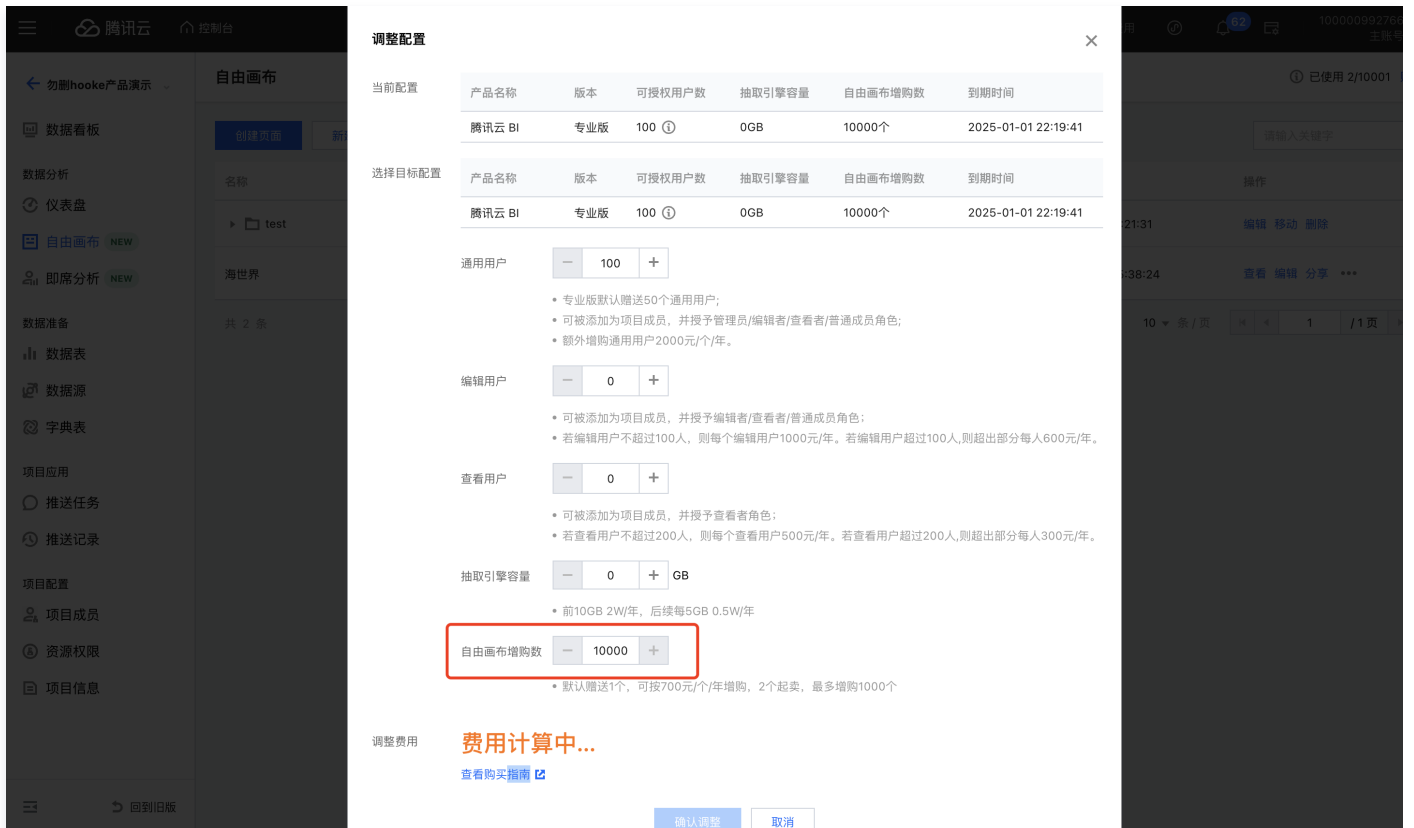 腾讯云 控制台
用 62 100000992766
主账号
勿删hooke产品演示
数据看板
数据分析
仪表盘
自由画布 NEW
即席分析 NEW
数据准备
数据表
数据源
字典表
项目应用
推送任务
推送记录
项目配置
项目成员
资源权限
项目信息
回到旧版
自由画布
已使用 2/10001
创建页面 新
请输入关键字
名称 操作
test :21:31 编辑 移动 删除
海世界 :38:24 查看 编辑 分享 •••
共 2 条 10 条/页 1 /1 页
调整配置
当前配置
产品名称 版本 可授权用户数 抽取引擎容量 自由画布增购数 到期时间
腾讯云 BI 专业版 100 0GB 10000个 2025-01-01 22:19:41
选择目标配置
产品名称 版本 可授权用户数 抽取引擎容量 自由画布增购数 到期时间
腾讯云 BI 专业版 100 0GB 10000个 2025-01-01 22:19:41
通用用户 − 100 +
• 专业版默认赠送50个通用用户;
• 可被添加为项目成员，并授予管理员/编辑者/查看者/普通成员角色;
• 额外增购通用用户2000元/个/年。
编辑用户 − 0 +
• 可被添加为项目成员，并授予编辑者/查看者/普通成员角色；
• 若编辑用户不超过100人，则每个编辑用户1000元/年。若编辑用户超过100人,则超出部分每人600元/年。
查看用户 − 0 +
• 可被添加为项目成员，并授予查看者角色；
• 若查看用户不超过200人，则每个查看用户500元/年。若查看用户超过200人,则超出部分每人300元/年。
抽取引擎容量 − 0 + GB
• 前10GB 2W/年，后续每5GB 0.5W/年
自由画布增购数 − 10000 +
• 默认赠送1个，可按700元/个/年增购，2个起卖，最多增购1000个
调整费用 费用计算中...
查看购买指南
确认调整 取消